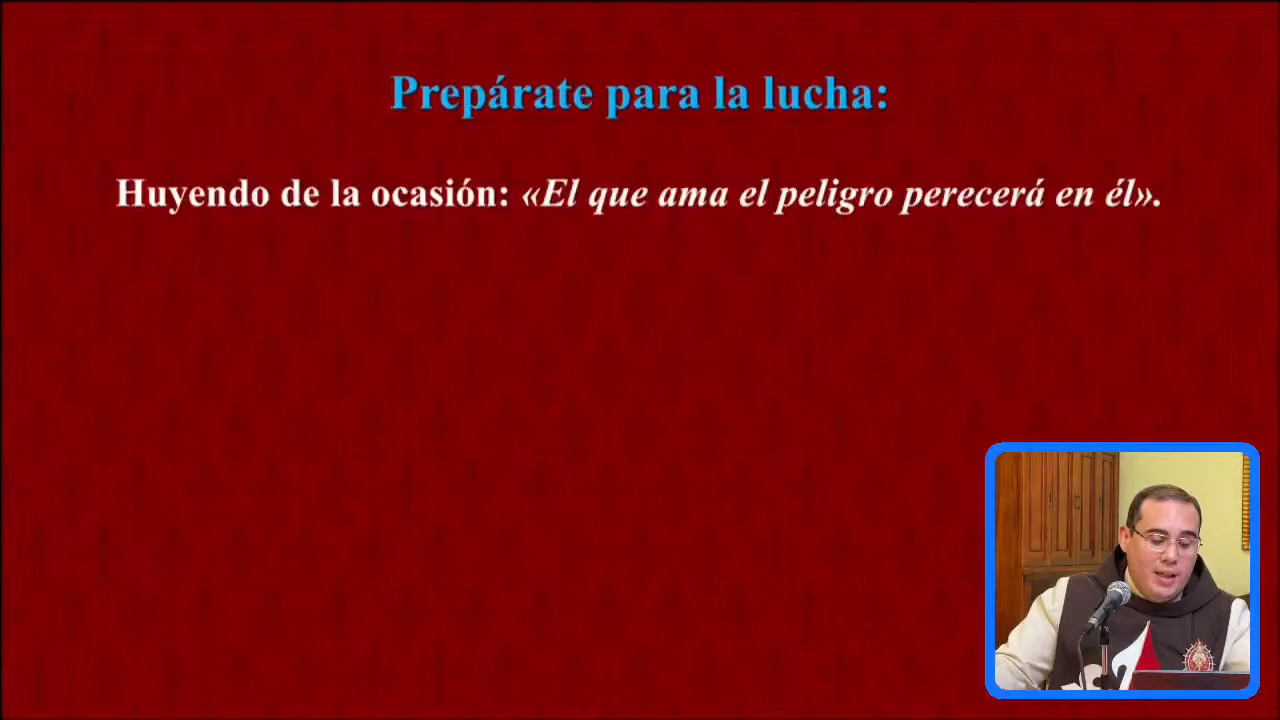 Prepárate para la lucha:
Huyendo de la ocasión: «El que ama el peligro perecerá en él».